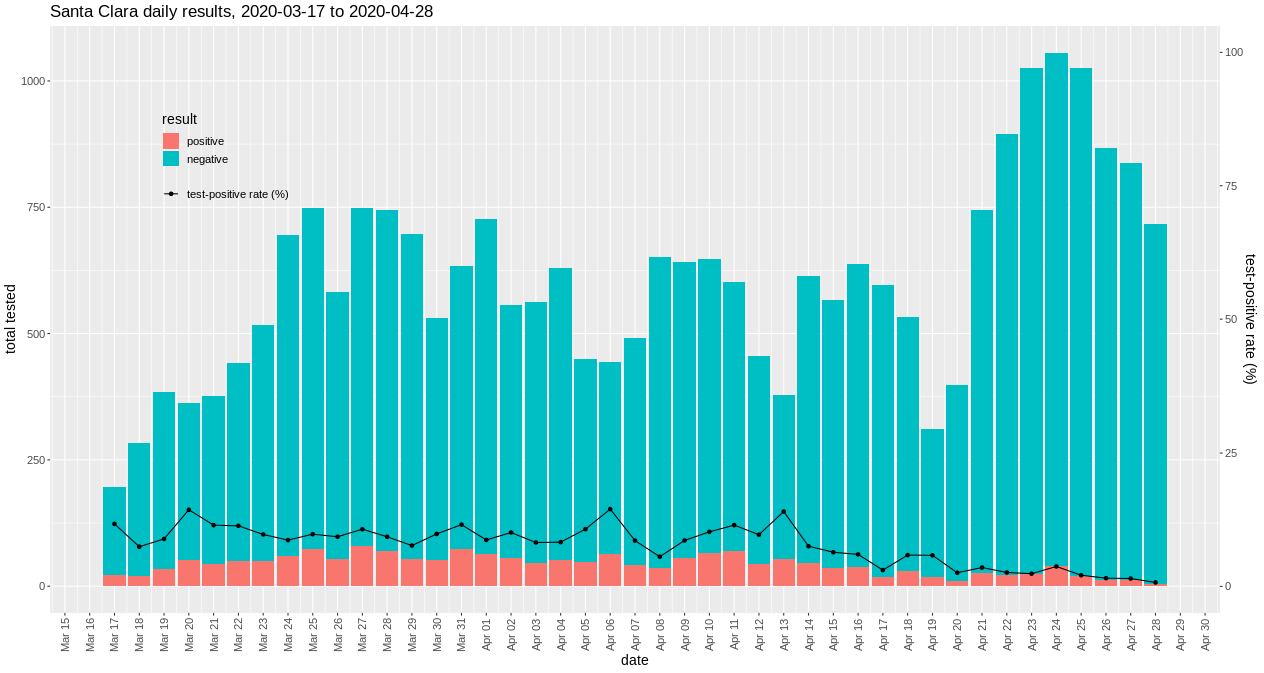 Santa Clara daily results, 2020-03-17 to 2020-04-28
total tested
1000
750
500
250
0
result
positive
negative
test-positive rate (%)
100
75
50
25
0
test-positive rate (%)
Mar 15
Mar 16
Mar 17
Mar 18
Mar 19
Mar 20
Mar 21
Mar 22
Mar 23
Mar 24
Mar 25
Mar 26
Mar 27
Mar 28
Mar 29
Mar 30
Mar 31
Apr 01
Apr 02
Apr 03
Apr 04
Apr 05
Apr 06
Apr 07
Apr 08
Apr 09
Apr 10
Apr 11
Apr 12
Apr 13
Apr 14
Apr 15
Apr 16
Apr 17
Apr 18
Apr 19
Apr 20
Apr 21
Apr 22
Apr 23
Apr 24
Apr 25
Apr 26
Apr 27
Apr 28
Apr 29
Apr 30
date